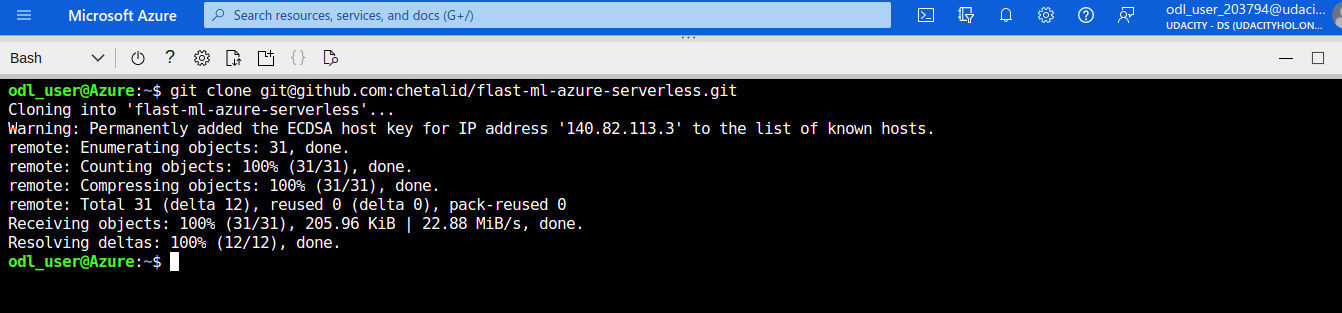 Microsoft Azure
Search resources, services, and docs (G+/)
odl_user_203794@udaci...
UDACITY - DS (UDACITYHOL.ON...
Bash
odl_user@Azure:~$ git clone git@github.com:chetalid/flast-ml-azure-serverless.git
Cloning into 'flast-ml-azure-serverless'...
Warning: Permanently added the ECDSA host key for IP address '140.82.113.3' to the list of known hosts.
remote: Enumerating objects: 31, done.
remote: Counting objects: 100% (31/31), done.
remote: Compressing objects: 100% (31/31), done.
remote: Total 31 (delta 12), reused 0 (delta 0), pack-reused 0
Receiving objects: 100% (31/31), 205.96 KiB | 22.88 MiB/s, done.
Resolving deltas: 100% (12/12), done.
odl_user@Azure:~$